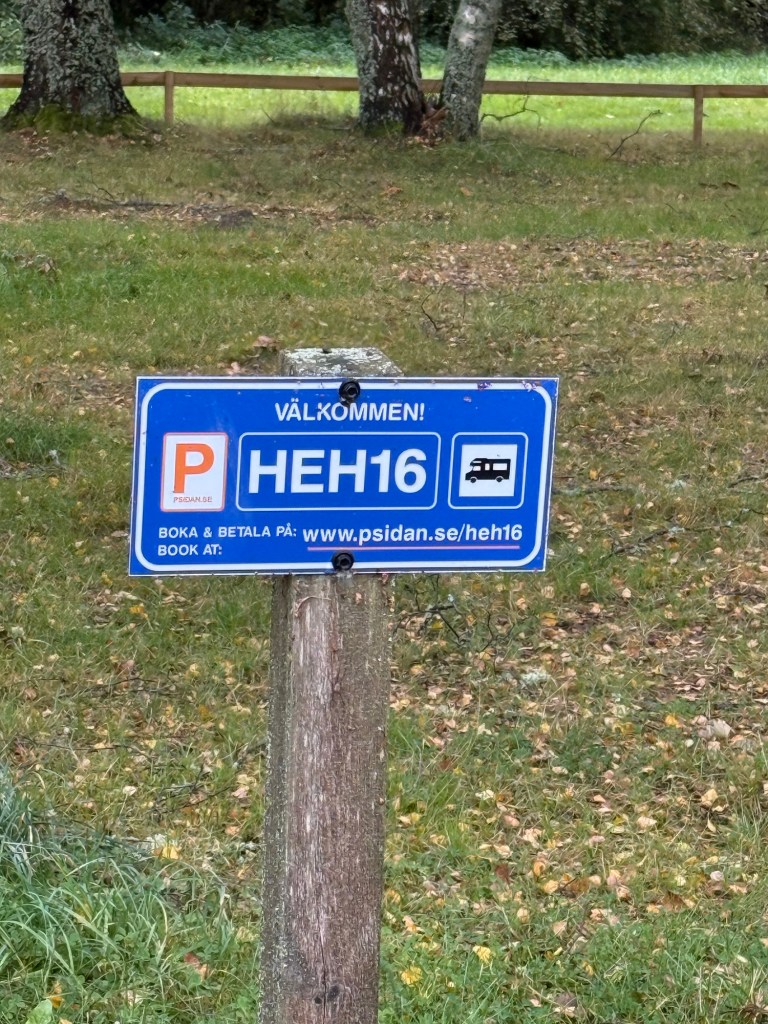 VÄLKOMMEN!
P
PSIDAN.SE
HEH16
BOKA & BETALA PÅ: www.psidan.se/heh16
BOOK AT: